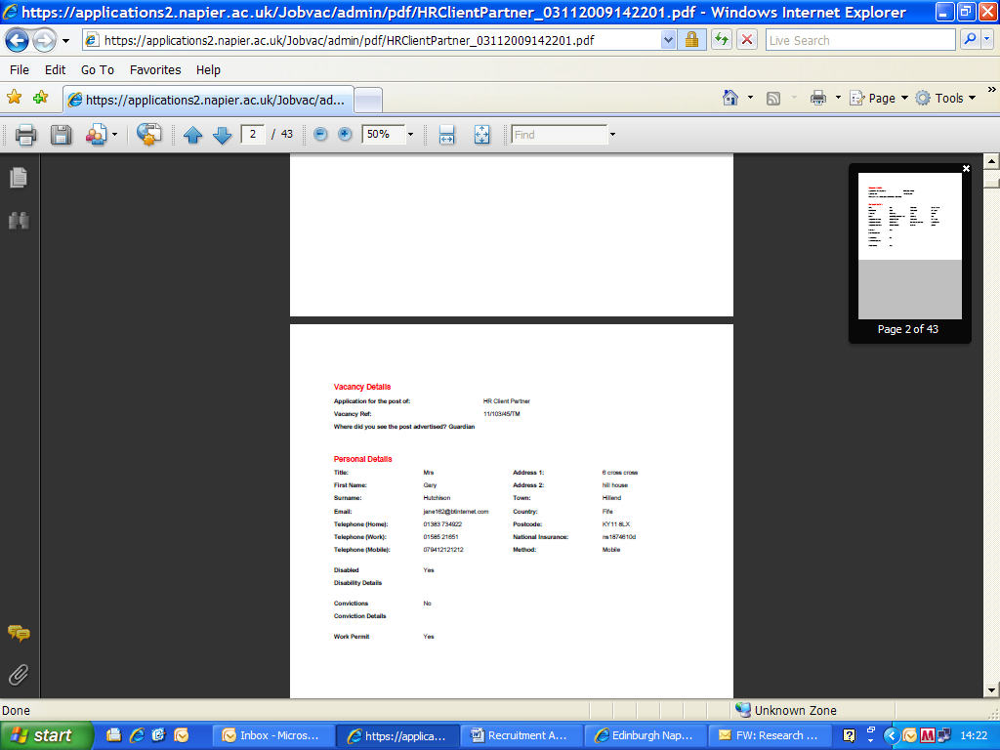 https://applications2.napier.ac.uk/Jobvac/admin/pdf/HRClientPartner_03112009142201.pdf - Windows Internet Explorer
https://applications2.napier.ac.uk/Jobvac/admin/pdf/HRClientPartner_03112009142201.pdf
Live Search
File Edit Go To Favorites Help
https://applications2.napier.ac.uk/Jobvac/ad...
Page Tools
2 / 43 50% Find
Page 2 of 43
Vacancy Details
Application for the post of: HR Client Partner
Vacancy Ref: 11/103/45/TM
Where did you see the post advertised? Guardian
Personal Details
Title: Mrs Address 1: 6 cross cross
First Name: Gary Address 2: hill house
Surname: Hutchison Town: Hillend
Email: jane162@btinternet.com Country: Fife
Telephone (Home): 01383 734922 Postcode: KY11 8LX
Telephone (Work): 01585 21651 National Insurance: ns1874610d
Telephone (Mobile): 079412121212 Method: Mobile
Disabled Yes
Disability Details
Convictions No
Conviction Details
Work Permit Yes
Done Unknown Zone
start Inbox - Micros... https://applica... Recruitment A... Edinburgh Nap... FW: Research ... 14:22